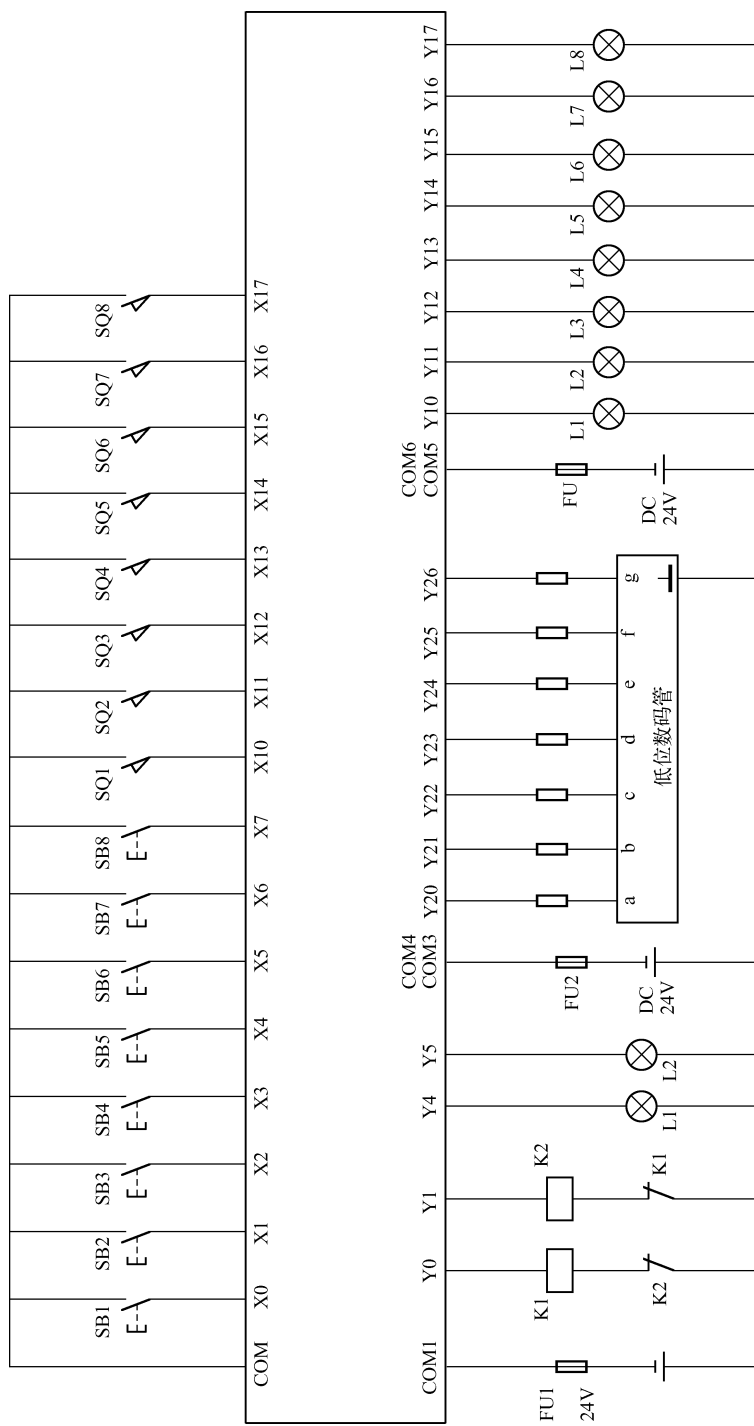 SB1
SB2
SB3
SB4
SB5
SB6
SB7
SB8
SQ1
SQ2
SQ3
SQ4
SQ5
SQ6
SQ7
SQ8
COM
X0
X1
X2
X3
X4
X5
X6
X7
X10
X11
X12
X13
X14
X15
X16
X17
COM1
Y0
Y1
Y4
Y5
COM4
COM3
Y20
Y21
Y22
Y23
Y24
Y25
Y26
COM6
COM5
Y10
Y11
Y12
Y13
Y14
Y15
Y16
Y17
FU1
24V
K1
K2
K2
K1
L1
L2
FU2
DC
24V
a
b
c
d
e
f
g
低位数码管
FU
DC
24V
L1
L2
L3
L4
L5
L6
L7
L8